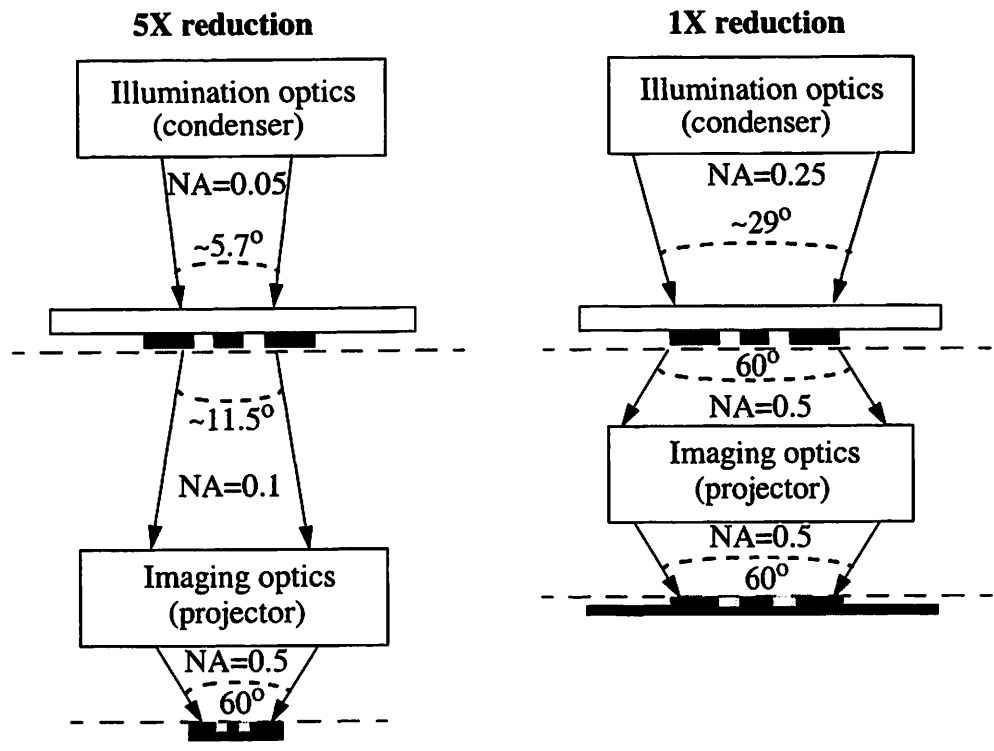 5X reduction
Illumination optics
(condenser)
NA=0.05
~5.7°
~11.5°
NA=0.1
Imaging optics
(projector)
NA=0.5
60°
1X reduction
Illumination optics
(condenser)
NA=0.25
~29°
60°
NA=0.5
Imaging optics
(projector)
NA=0.5
60°